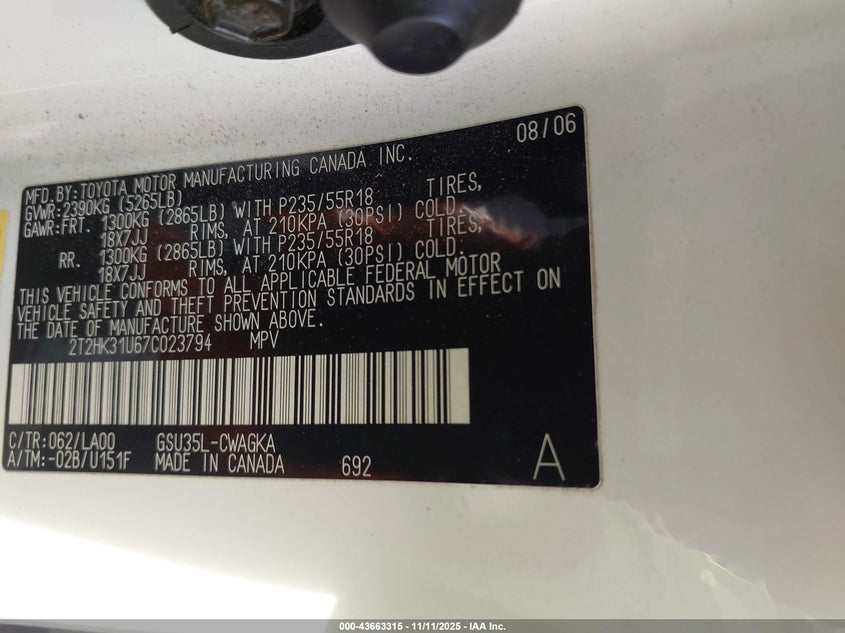 08/06
MFD.BY:TOYOTA MOTOR MANUFACTURING CANADA INC.
GVWR:2390KG (5265LB)
GAWR:FRT. 1300KG (2865LB) WITH P235/55R18 TIRES,
18X7JJ RIMS, AT 210KPA (30PSI) COLD.
RR. 1300KG (2865LB) WITH P235/55R18 TIRES,
18X7JJ RIMS, AT 210KPA (30PSI) COLD.
THIS VEHICLE CONFORMS TO ALL APPLICABLE FEDERAL MOTOR
VEHICLE SAFETY AND THEFT PREVENTION STANDARDS IN EFFECT ON
THE DATE OF MANUFACTURE SHOWN ABOVE.
2T2HK31U67C023794 MPV
C/TR:062/LA00 GSU35L-CWAGKA
A/TM:-02B/U151F MADE IN CANADA 692 A
000-43663315 - 11/11/2025 - IAA Inc.